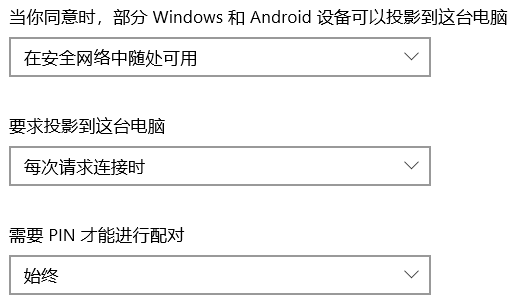 当你同意时，部分 Windows 和 Android 设备可以投影到这台电脑
在安全网络中随处可用
要求投影到这台电脑
每次请求连接时
需要 PIN 才能进行配对
始终